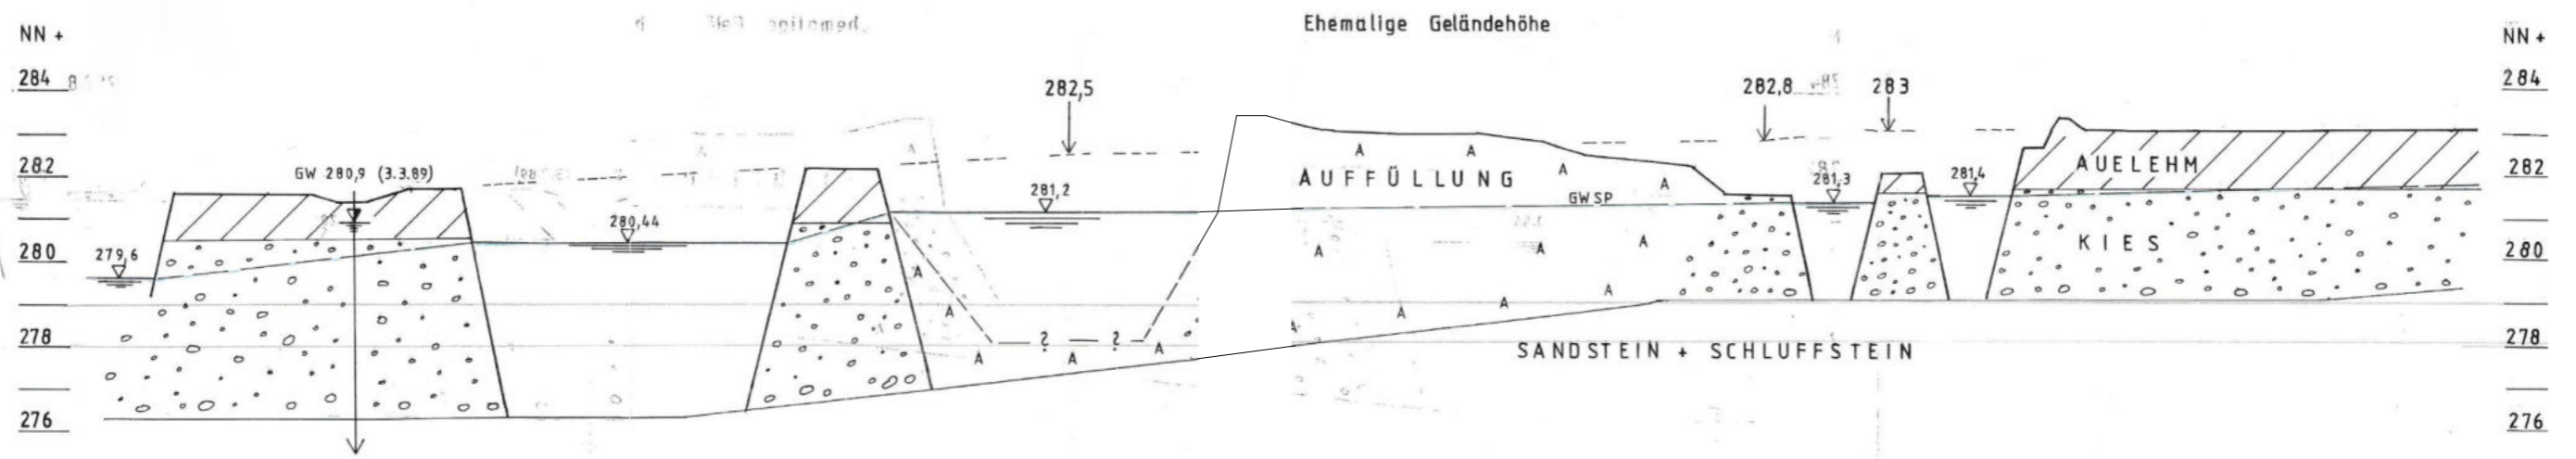 Ehemalige Geländehöhe
NN +
NN +
284
284
282,5
282,8
283
282
GW 280,9 (3.3.89)
AUFFÜLLUNG
A A A A
GWSP
281,2
281,3
281,4
AUELEHM
282
280
279,6
280,44
KIES
280
A A A A A A A
278
? ?
A A A A
SANDSTEIN + SCHLUFFSTEIN
278
276
276